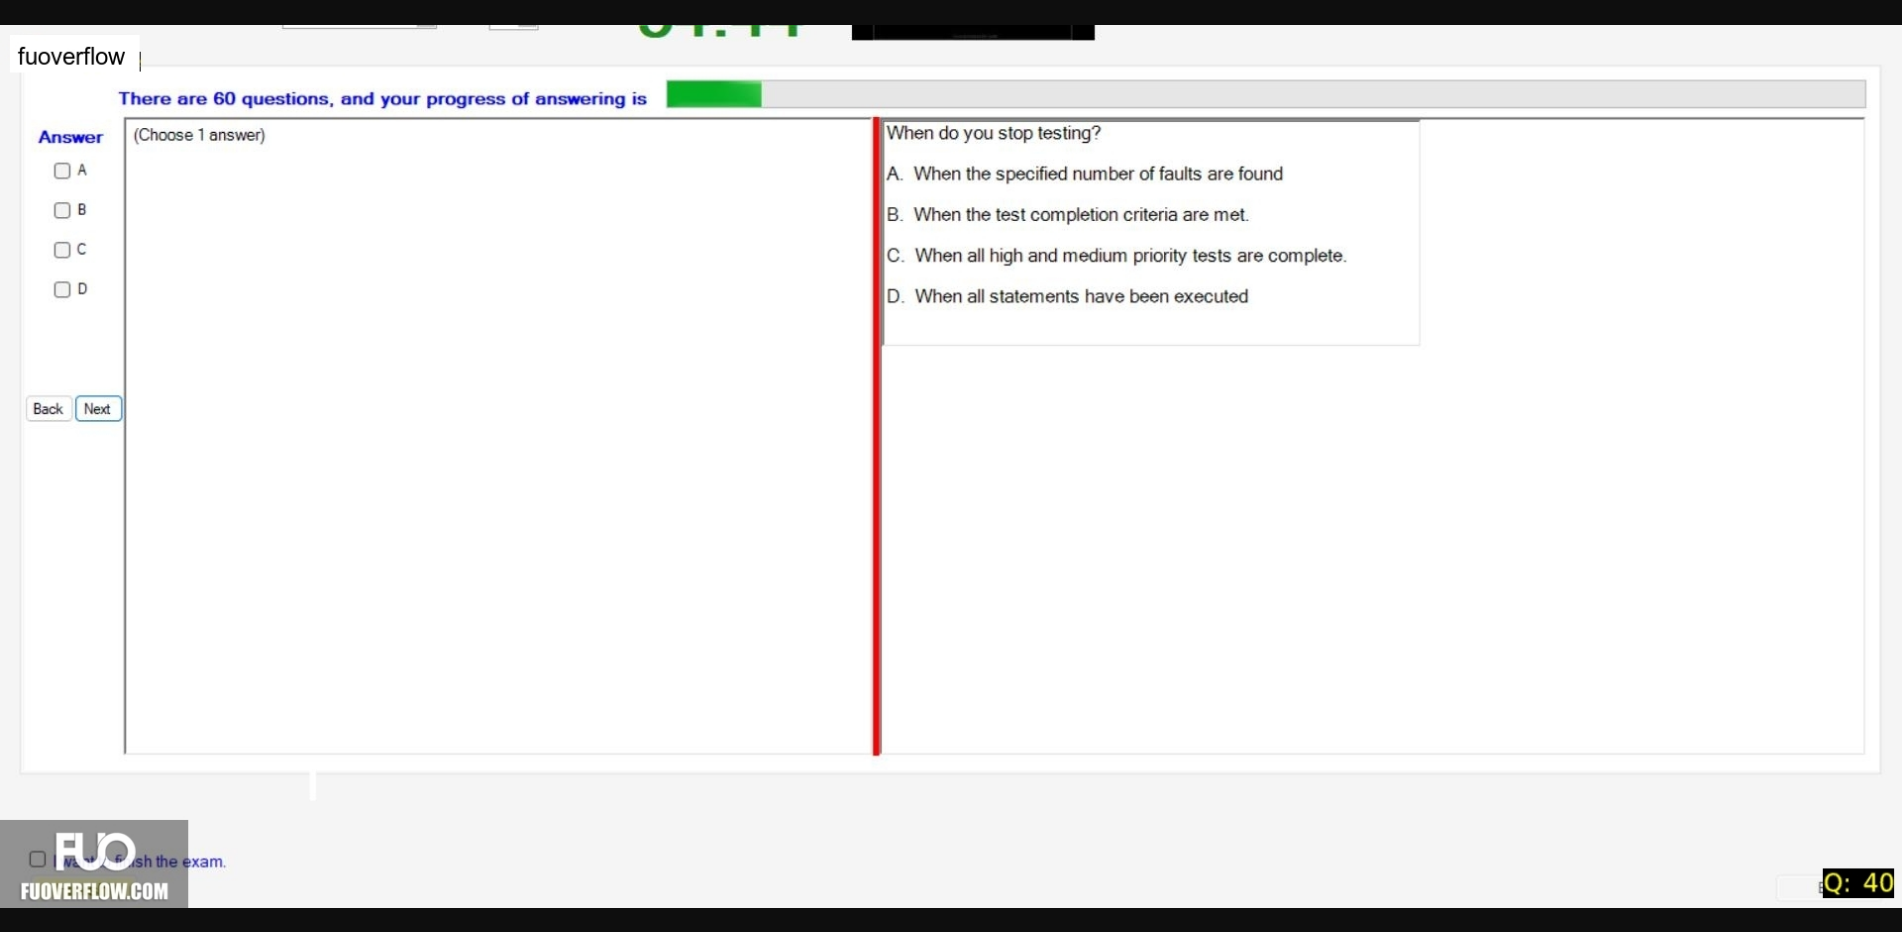 fuoverflow
There are 60 questions, and your progress of answering is
Answer
(Choose 1 answer)
A
B
C
D
Back Next
When do you stop testing?
A. When the specified number of faults are found
B. When the test completion criteria are met.
C. When all high and medium priority tests are complete.
D. When all statements have been executed
FUO
the exam.
FUOVERFLOW.COM
Q: 40